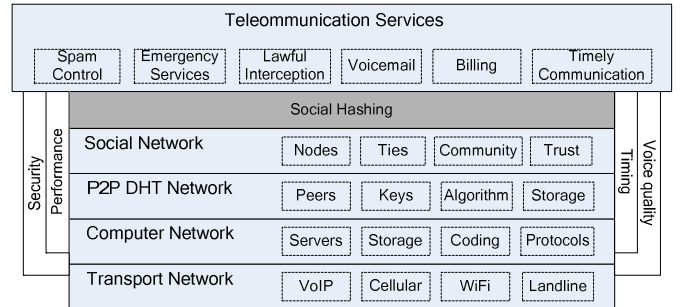 Teleommunication Services
Spam Control
Emergency Services
Lawful Interception
Voicemail
Billing
Timely Communication
Social Hashing
Security
Performance
Social Network
Nodes
Ties
Community
Trust
P2P DHT Network
Peers
Keys
Algorithm
Storage
Computer Network
Servers
Storage
Coding
Protocols
Transport Network
VoIP
Cellular
WiFi
Landline
Timing
Voice quality